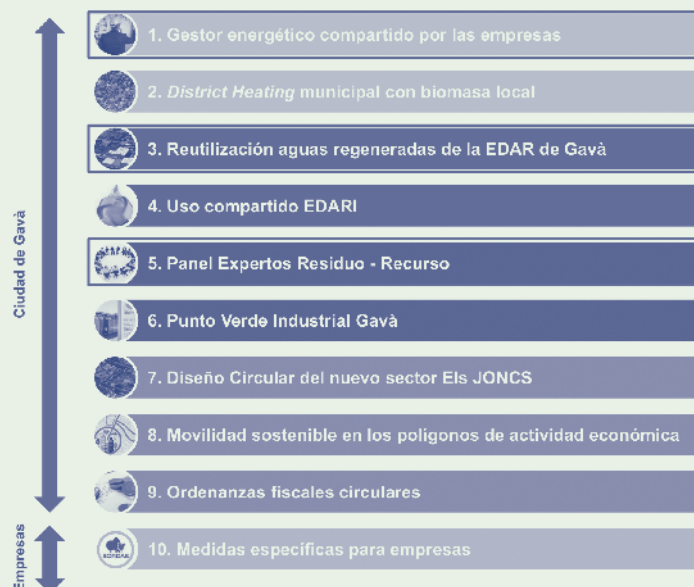 Ciudad de Gavà
1. Gestor energético compartido por las empresas
2. District Heating municipal con biomasa local
3. Reutilización aguas regeneradas de la EDAR de Gavà
4. Uso compartido EDARI
5. Panel Expertos Residuo - Recurso
6. Punto Verde Industrial Gavà
7. Diseño Circular del nuevo sector Els JONCS
8. Movilidad sostenible en los poligonos de actividad económica
9. Ordenanzas fiscales circulares
Empresas
10. Medidas especificas para empresas